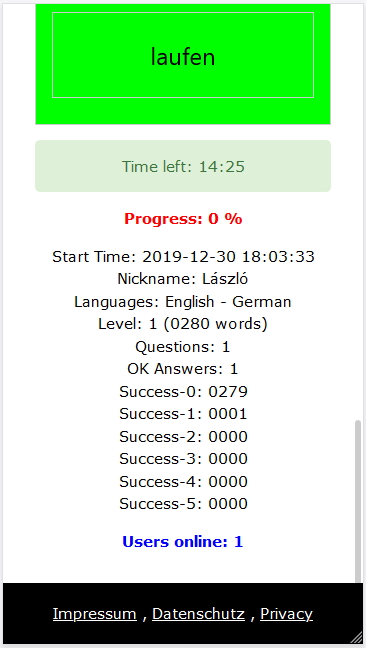 laufen
Time left: 14:25
Progress: 0 %
Start Time: 2019-12-30 18:03:33
Nickname: László
Languages: English - German
Level: 1 (0280 words)
Questions: 1
OK Answers: 1
Success-0: 0279
Success-1: 0001
Success-2: 0000
Success-3: 0000
Success-4: 0000
Success-5: 0000
Users online: 1
Impressum , Datenschutz , Privacy